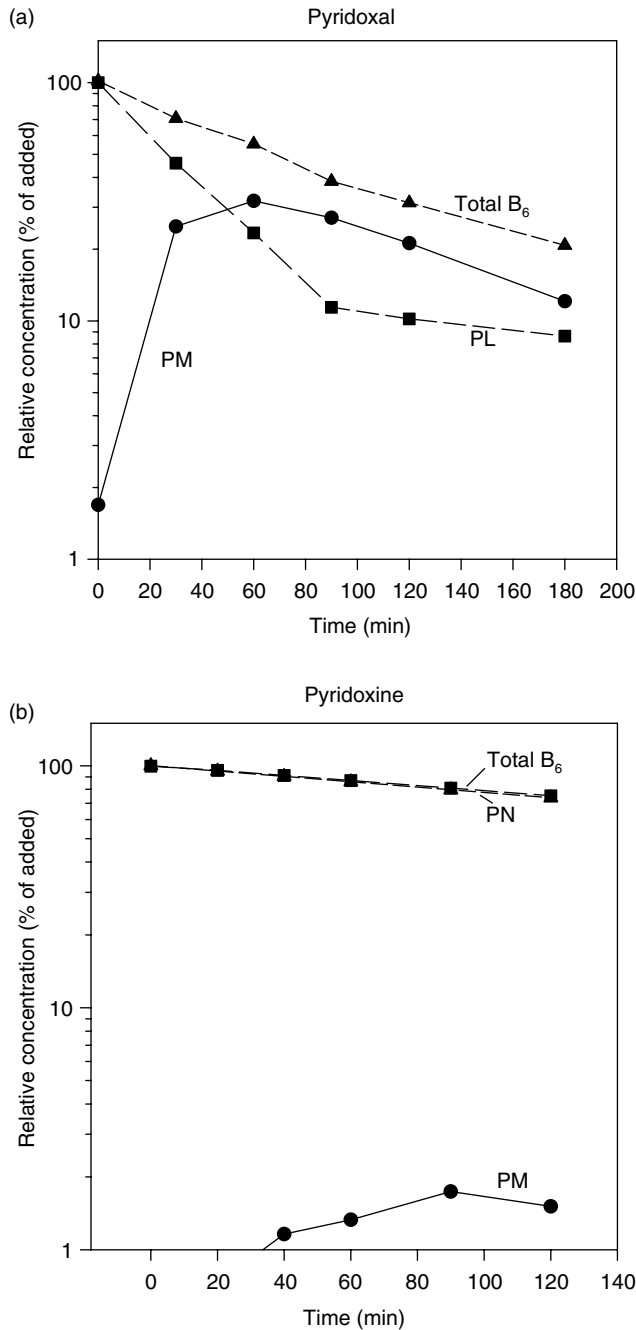 (a)
Pyridoxal
Relative concentration (% of added)
100
10
1
Total B₆
PM
PL
0 20 40 60 80 100 120 140 160 180 200
Time (min)
(b)
Pyridoxine
Relative concentration (% of added)
100
10
1
Total B₆
PN
PM
0 20 40 60 80 100 120 140
Time (min)